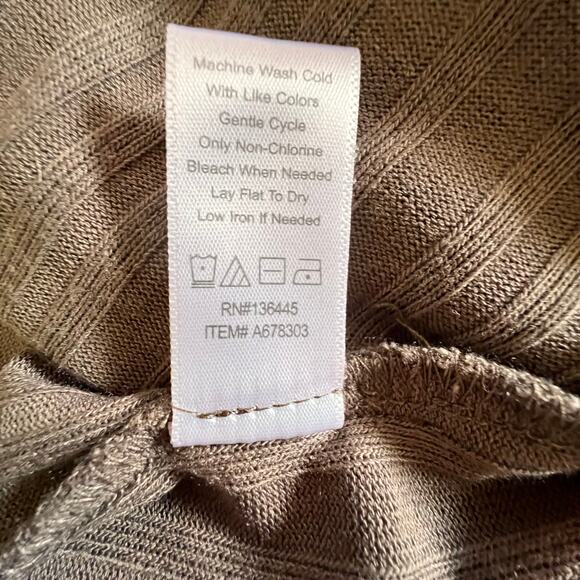 Machine Wash Cold
With Like Colors
Gentle Cycle
Only Non-Chlorine
Bleach When Needed
Lay Flat To Dry
Low Iron If Needed
RN#136445
ITEM# A678303